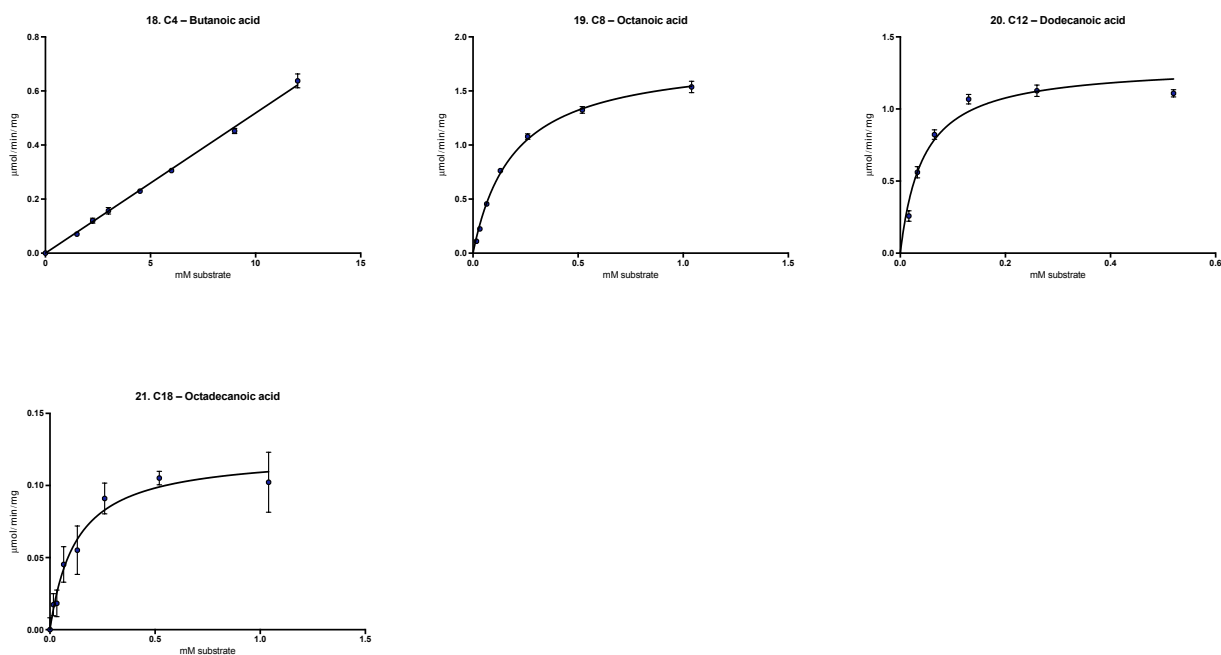 18. C4 – Butanoic acid
0.8
0.6
0.4
0.2
0.0
0
5
10
15
µmol/min/mg
mM substrate
19. C8 – Octanoic acid
2.0
1.5
1.0
0.5
0.0
0.0
0.5
1.0
1.5
µmol/min/mg
mM substrate
20. C12 – Dodecanoic acid
1.5
1.0
0.5
0.0
0.0
0.2
0.4
0.6
µmol/min/mg
mM substrate
21. C18 – Octadecanoic acid
0.15
0.10
0.05
0.00
0.0
0.5
1.0
1.5
µmol/min/mg
mM substrate